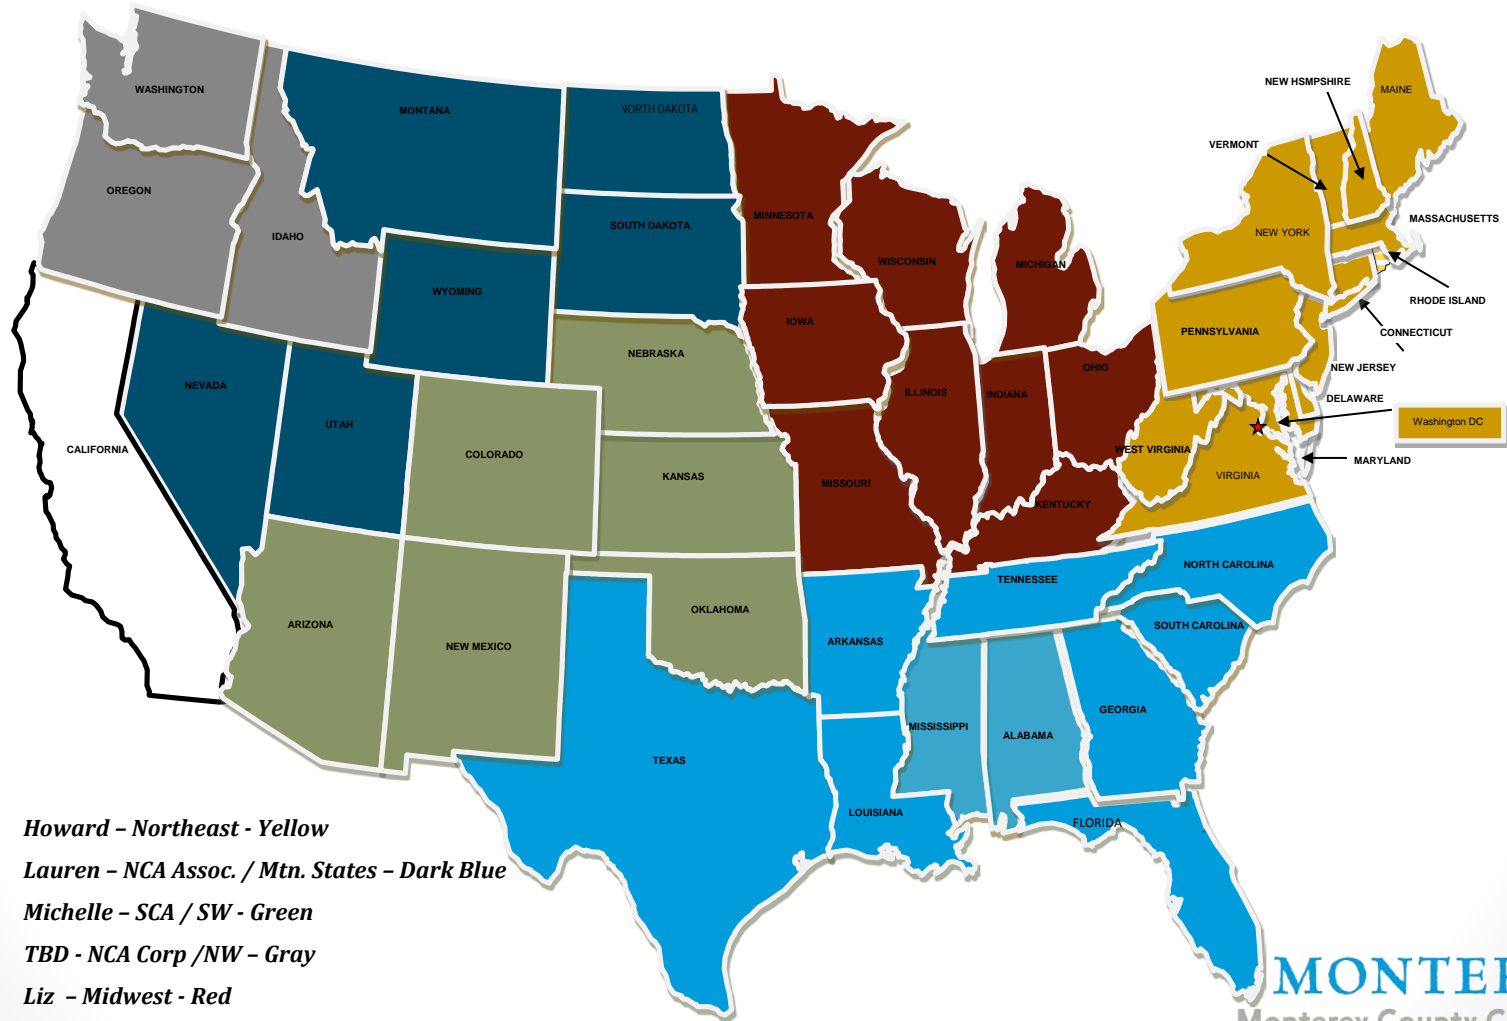 NEW HSMPSHIRE
MAINE
WASHINGTON
MONTANA
NORTH DAKOTA
VERMONT
OREGON
MINNESOTA
MASSACHUSETTS
SOUTH DAKOTA
NEW YORK
IDAHO
WISCONSIN
MICHIGAN
WYOMING
RHODE ISLAND
IOWA
PENNSYLVANIA
CONNECTICUT
NEBRASKA
OHIO
NEW JERSEY
NEVADA
ILLINOIS
INDIANA
DELAWARE
UTAH
Washington DC
CALIFORNIA
COLORADO
WEST VIRGINIA
MARYLAND
KANSAS
VIRGINIA
MISSOURI
KENTUCKY
NORTH CAROLINA
TENNESSEE
OKLAHOMA
ARIZONA
SOUTH CAROLINA
ARKANSAS
NEW MEXICO
GEORGIA
MISSISSIPPI
ALABAMA
TEXAS
LOUISIANA
FLORIDA
Howard – Northeast - Yellow
Lauren – NCA Assoc. / Mtn. States – Dark Blue
Michelle – SCA / SW - Green
TBD - NCA Corp /NW – Gray
Liz – Midwest - Red
MONTE
Monterey County